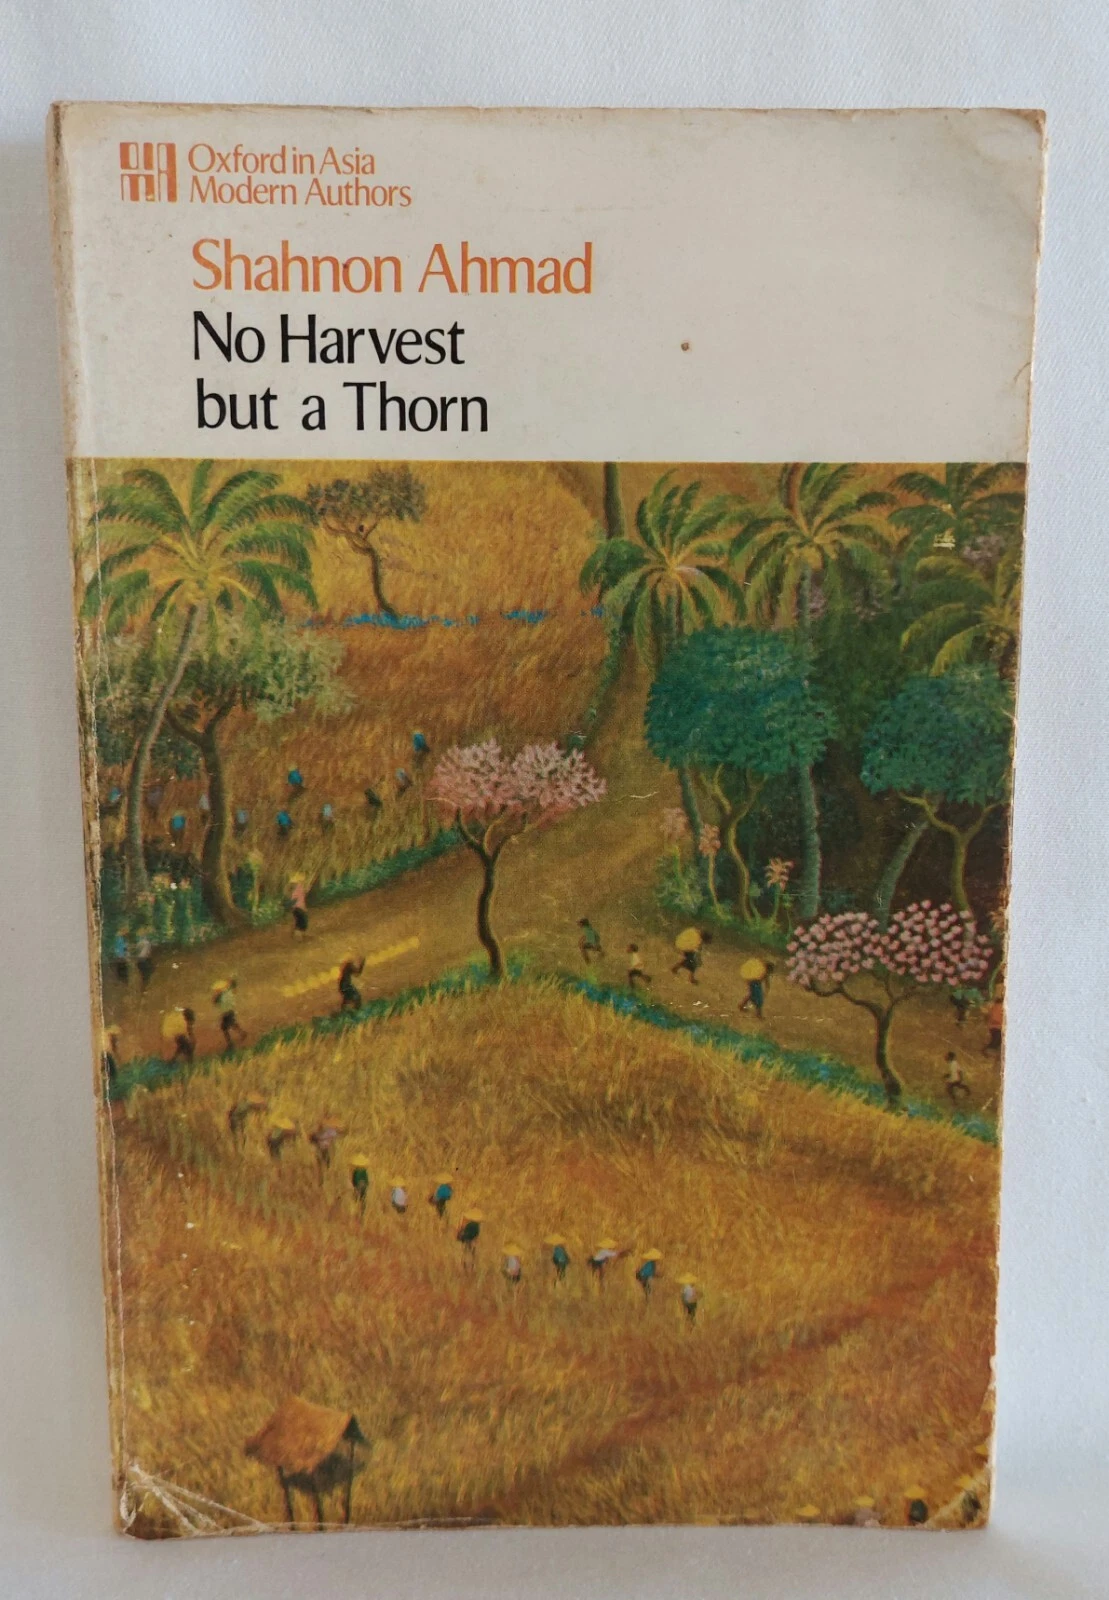 Oxford in Asia
Modern Authors
Shahnon Ahmad
No Harvest
but a Thorn